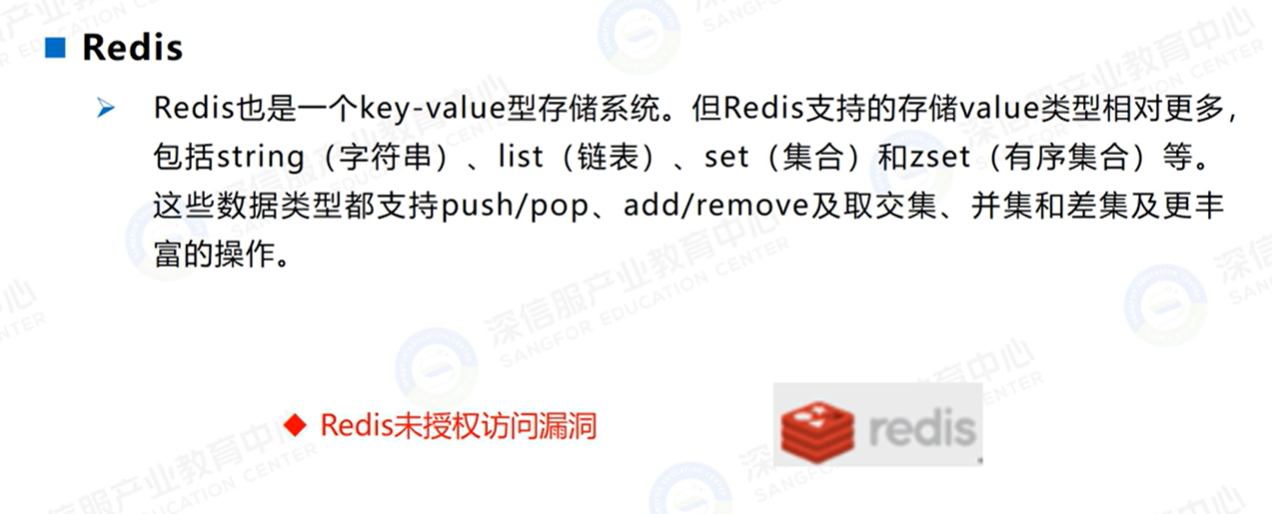 Redis
Redis也是一个key-value型存储系统。但Redis支持的存储value类型相对更多，
包括string（字符串）、list（链表）、set（集合）和zset（有序集合）等。
这些数据类型都支持push/pop、add/remove及取交集、并集和差集及更丰
富的操作。
深信服产业教育中心
SANGFOR EDUCATION CENTER
Redis未授权访问漏洞
redis